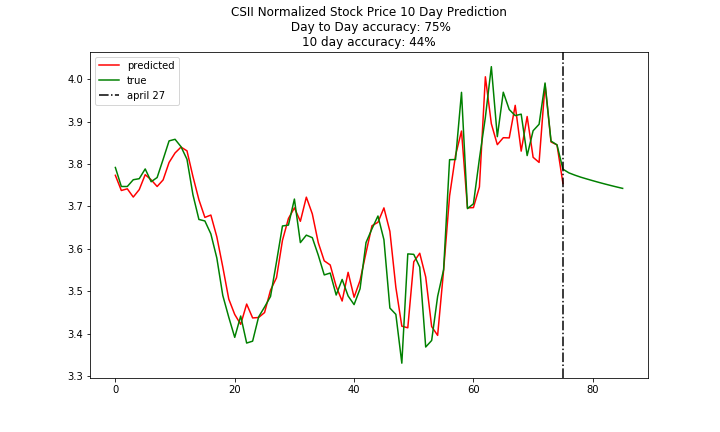 CSII Normalized Stock Price 10 Day Prediction
Day to Day accuracy: 75%
10 day accuracy: 44%
predicted
true
april 27
4.0
3.9
3.8
3.7
3.6
3.5
3.4
3.3
0 20 40 60 80